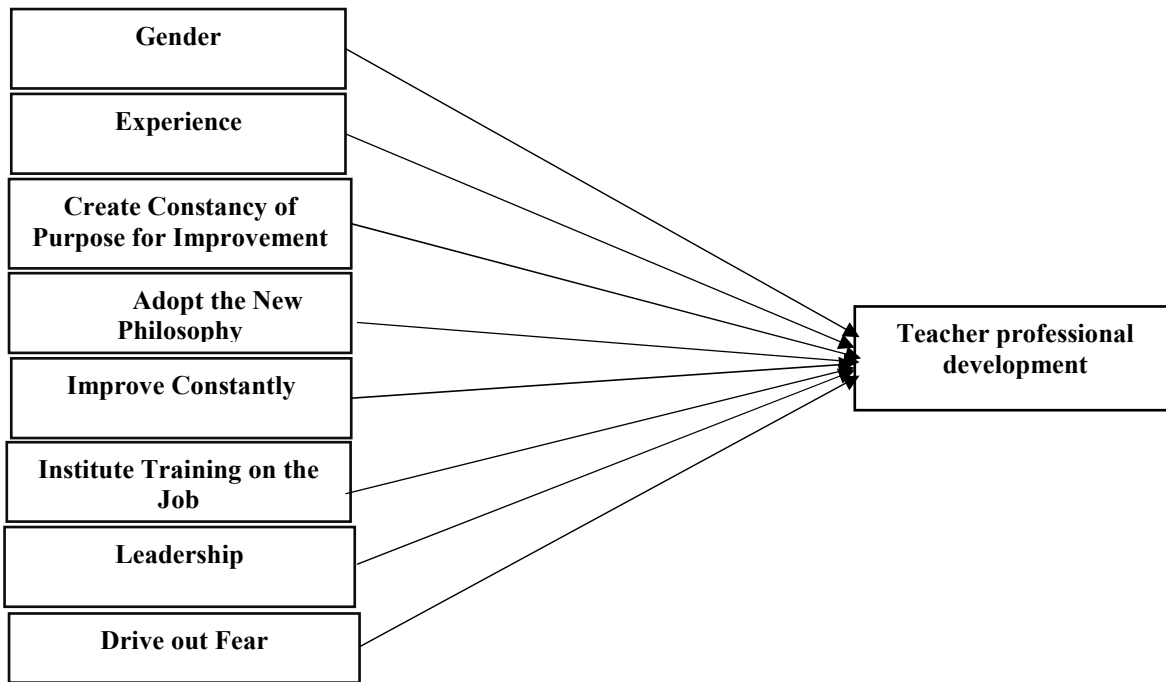 Gender
Experience
Create Constancy of
Purpose for Improvement
Adopt the New
Philosophy
Improve Constantly
Institute Training on the
Job
Leadership
Drive out Fear
Teacher professional
development